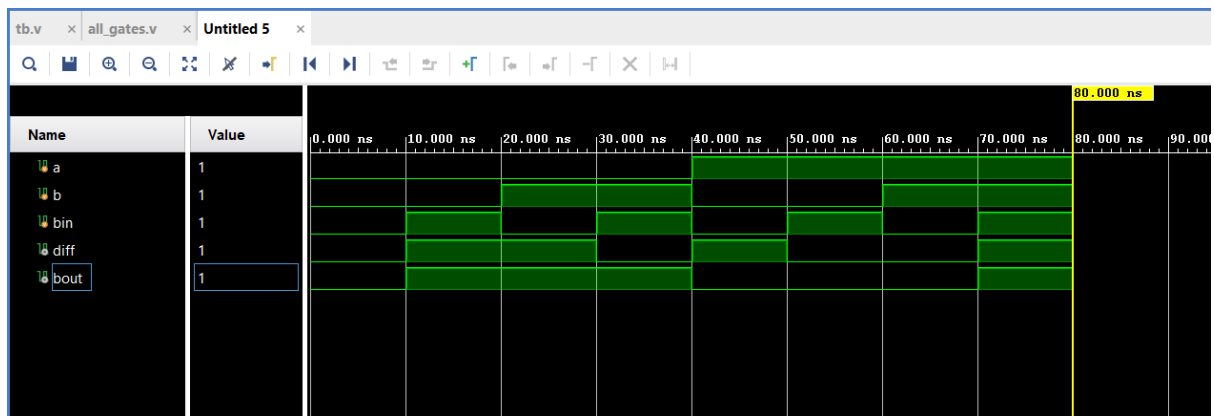 tb.v × all_gates.v × Untitled 5 ×
80.000 ns
Name Value 0.000 ns 10.000 ns 20.000 ns 30.000 ns 40.000 ns 50.000 ns 60.000 ns 70.000 ns 80.000 ns 90.00
a 1
b 1
bin 1
diff 1
bout 1